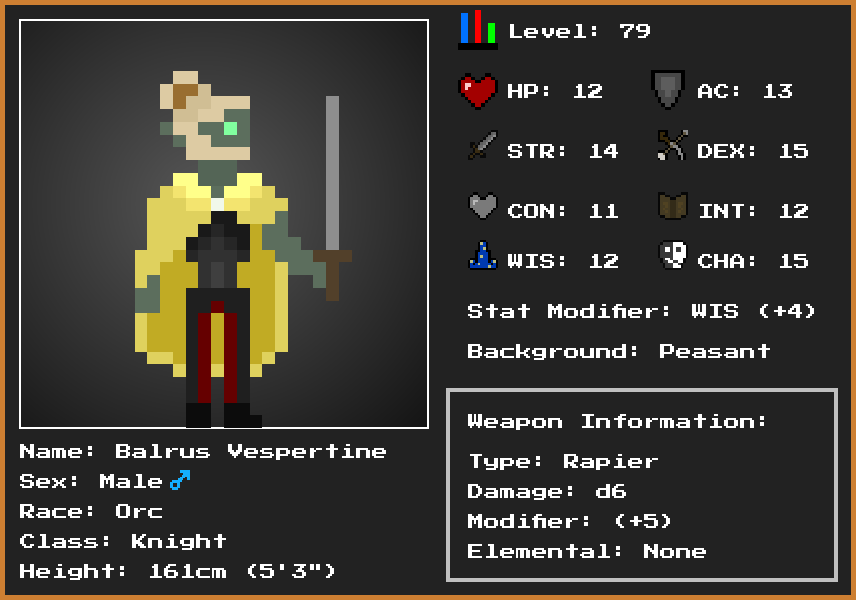 Level: 79
HP: 12 AC: 13
STR: 14 DEX: 15
CON: 11 INT: 12
WIS: 12 CHA: 15
Stat Modifier: WIS (+4)
Background: Peasant
Weapon Information:
Type: Rapier
Damage: d6
Modifier: (+5)
Elemental: None
Name: Balrus Vespertine
Sex: Male♂
Race: Orc
Class: Knight
Height: 161cm (5'3")